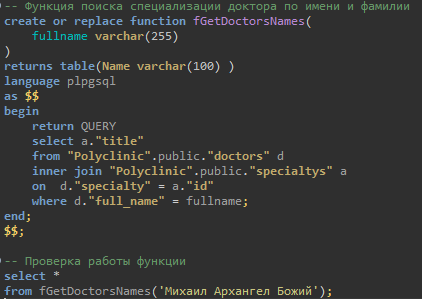 -- Функция поиска специализации доктора по имени и фамилии
create or replace function fGetDoctorsNames(
    fullname varchar(255)
)
returns table(Name varchar(100) )
language plpgsql
as $$
begin
    return QUERY
    select a."title"
    from "Polyclinic".public."doctors" d
    inner join "Polyclinic".public."specialtys" a
    on  d."specialty" = a."id"
    where d."full_name" = fullname;
end;
$$;
-- Проверка работы функции
select *
from fGetDoctorsNames('Михаил Архангел Божий');